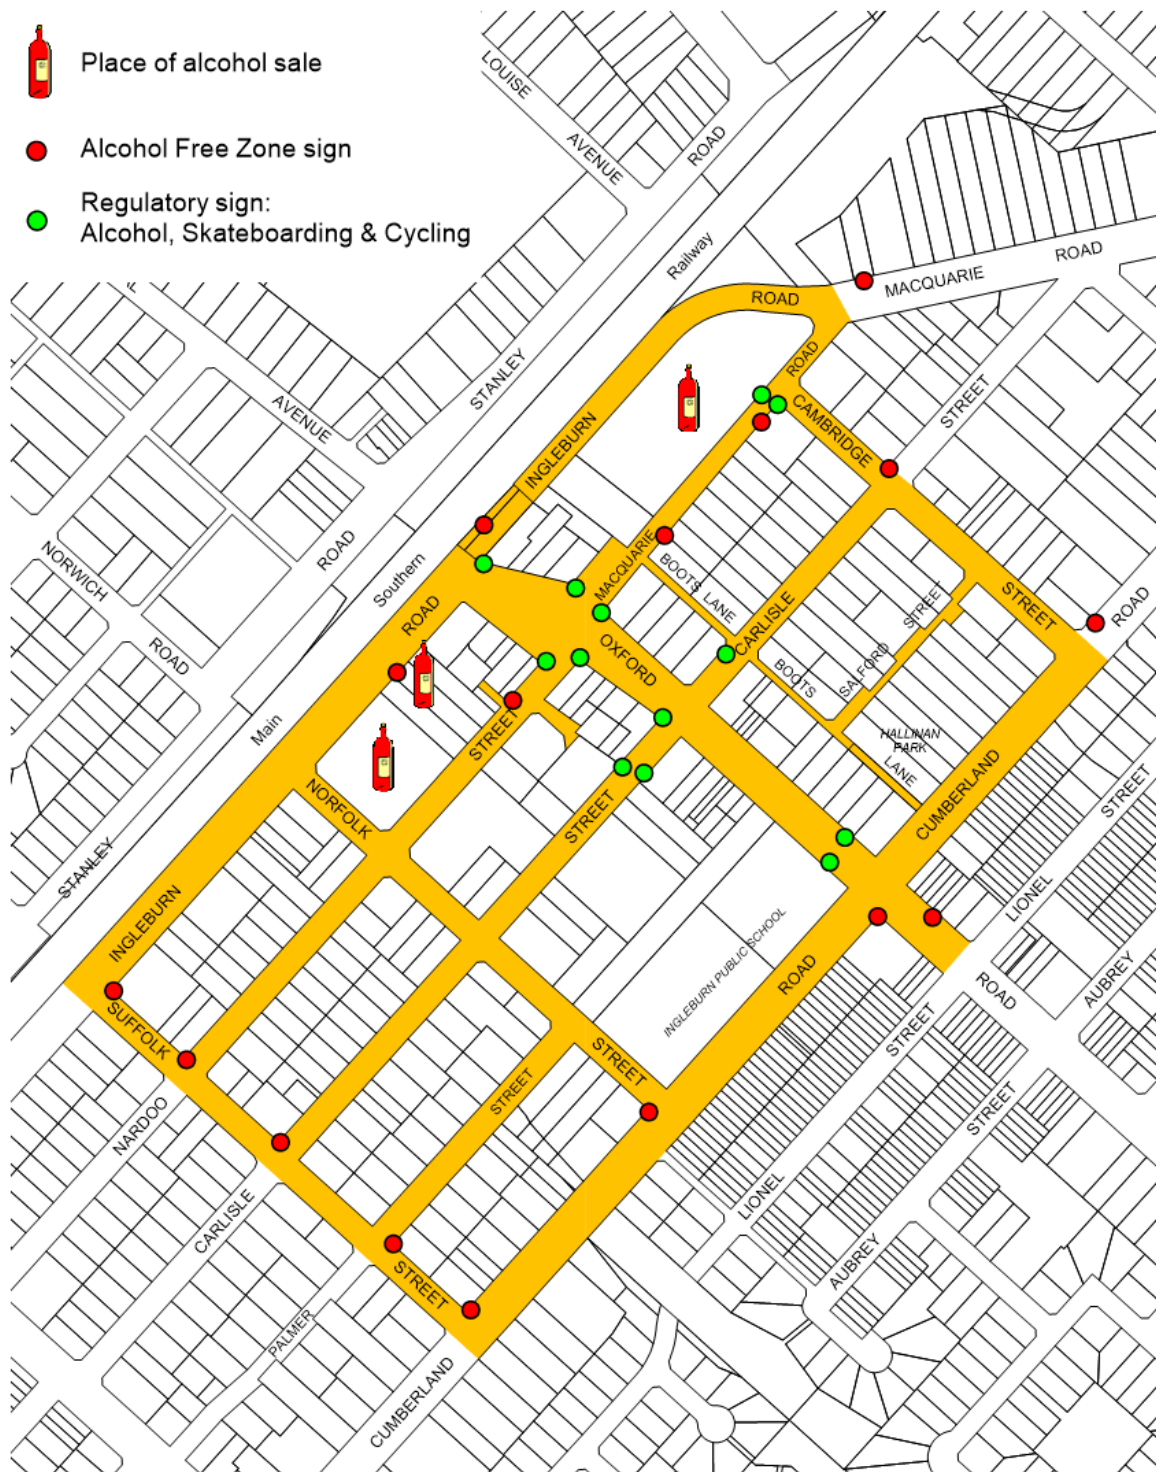 Place of alcohol sale
Alcohol Free Zone sign
Regulatory sign:
Alcohol, Skateboarding & Cycling
LOUISE
AVENUE
ROAD
Railway
ROAD
MACQUARIE
ROAD
ROAD
STANLEY
AVENUE
CAMBRIDGE
STREET
INGLEBURN
NORWICH
ROAD
Southern
ROAD
MACQUARIE
BOOTS
LANE
CARLISLE
STREET
STREET
ROAD
ROAD
OXFORD
SALFORD
BOOTS
HALLINAN
PARK
LANE
Main
STREET
NORFOLK
STREET
CUMBERLAND
STREET
STANLEY
LIONEL
INGLEBURN
INGLEBURN PUBLIC SCHOOL
ROAD
ROAD
AUBREY
SUFFOLK
STREET
STREET
STREET
STREET
NARDOO
LIONEL
CARLISLE
AUBREY
STREET
PALMER
CUMBERLAND